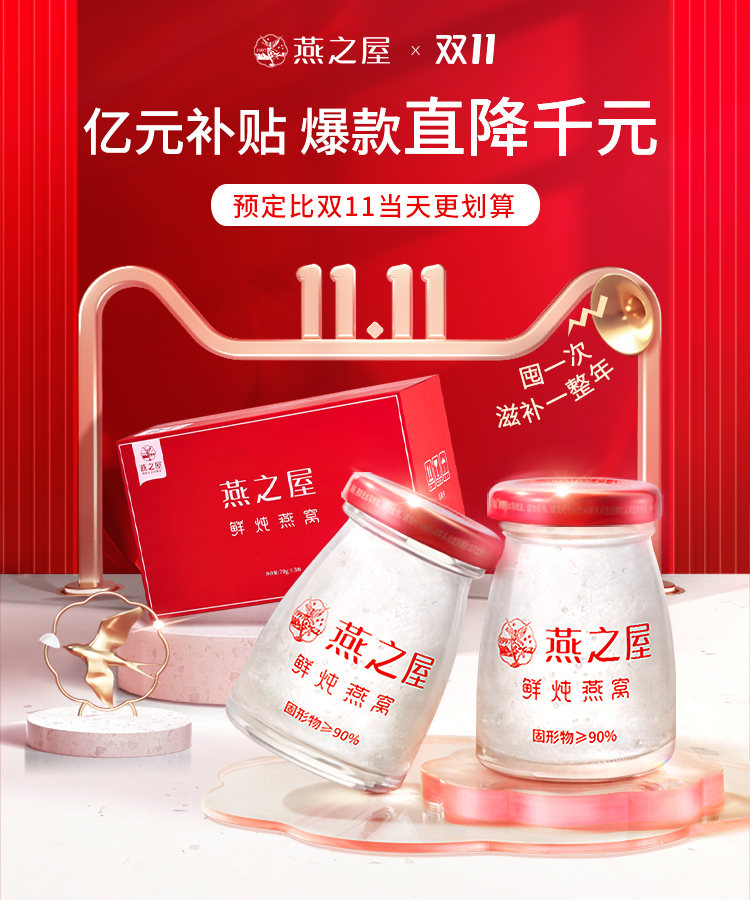 燕之屋 × 双11
亿元补贴 爆款直降千元
预定比双11当天更划算
11.11
囤一次
滋补一整年
燕之屋
燕之屋
鲜炖燕窝
燕之屋
鲜炖燕窝
固形物≥90%
燕之屋
鲜炖燕窝
固形物≥90%